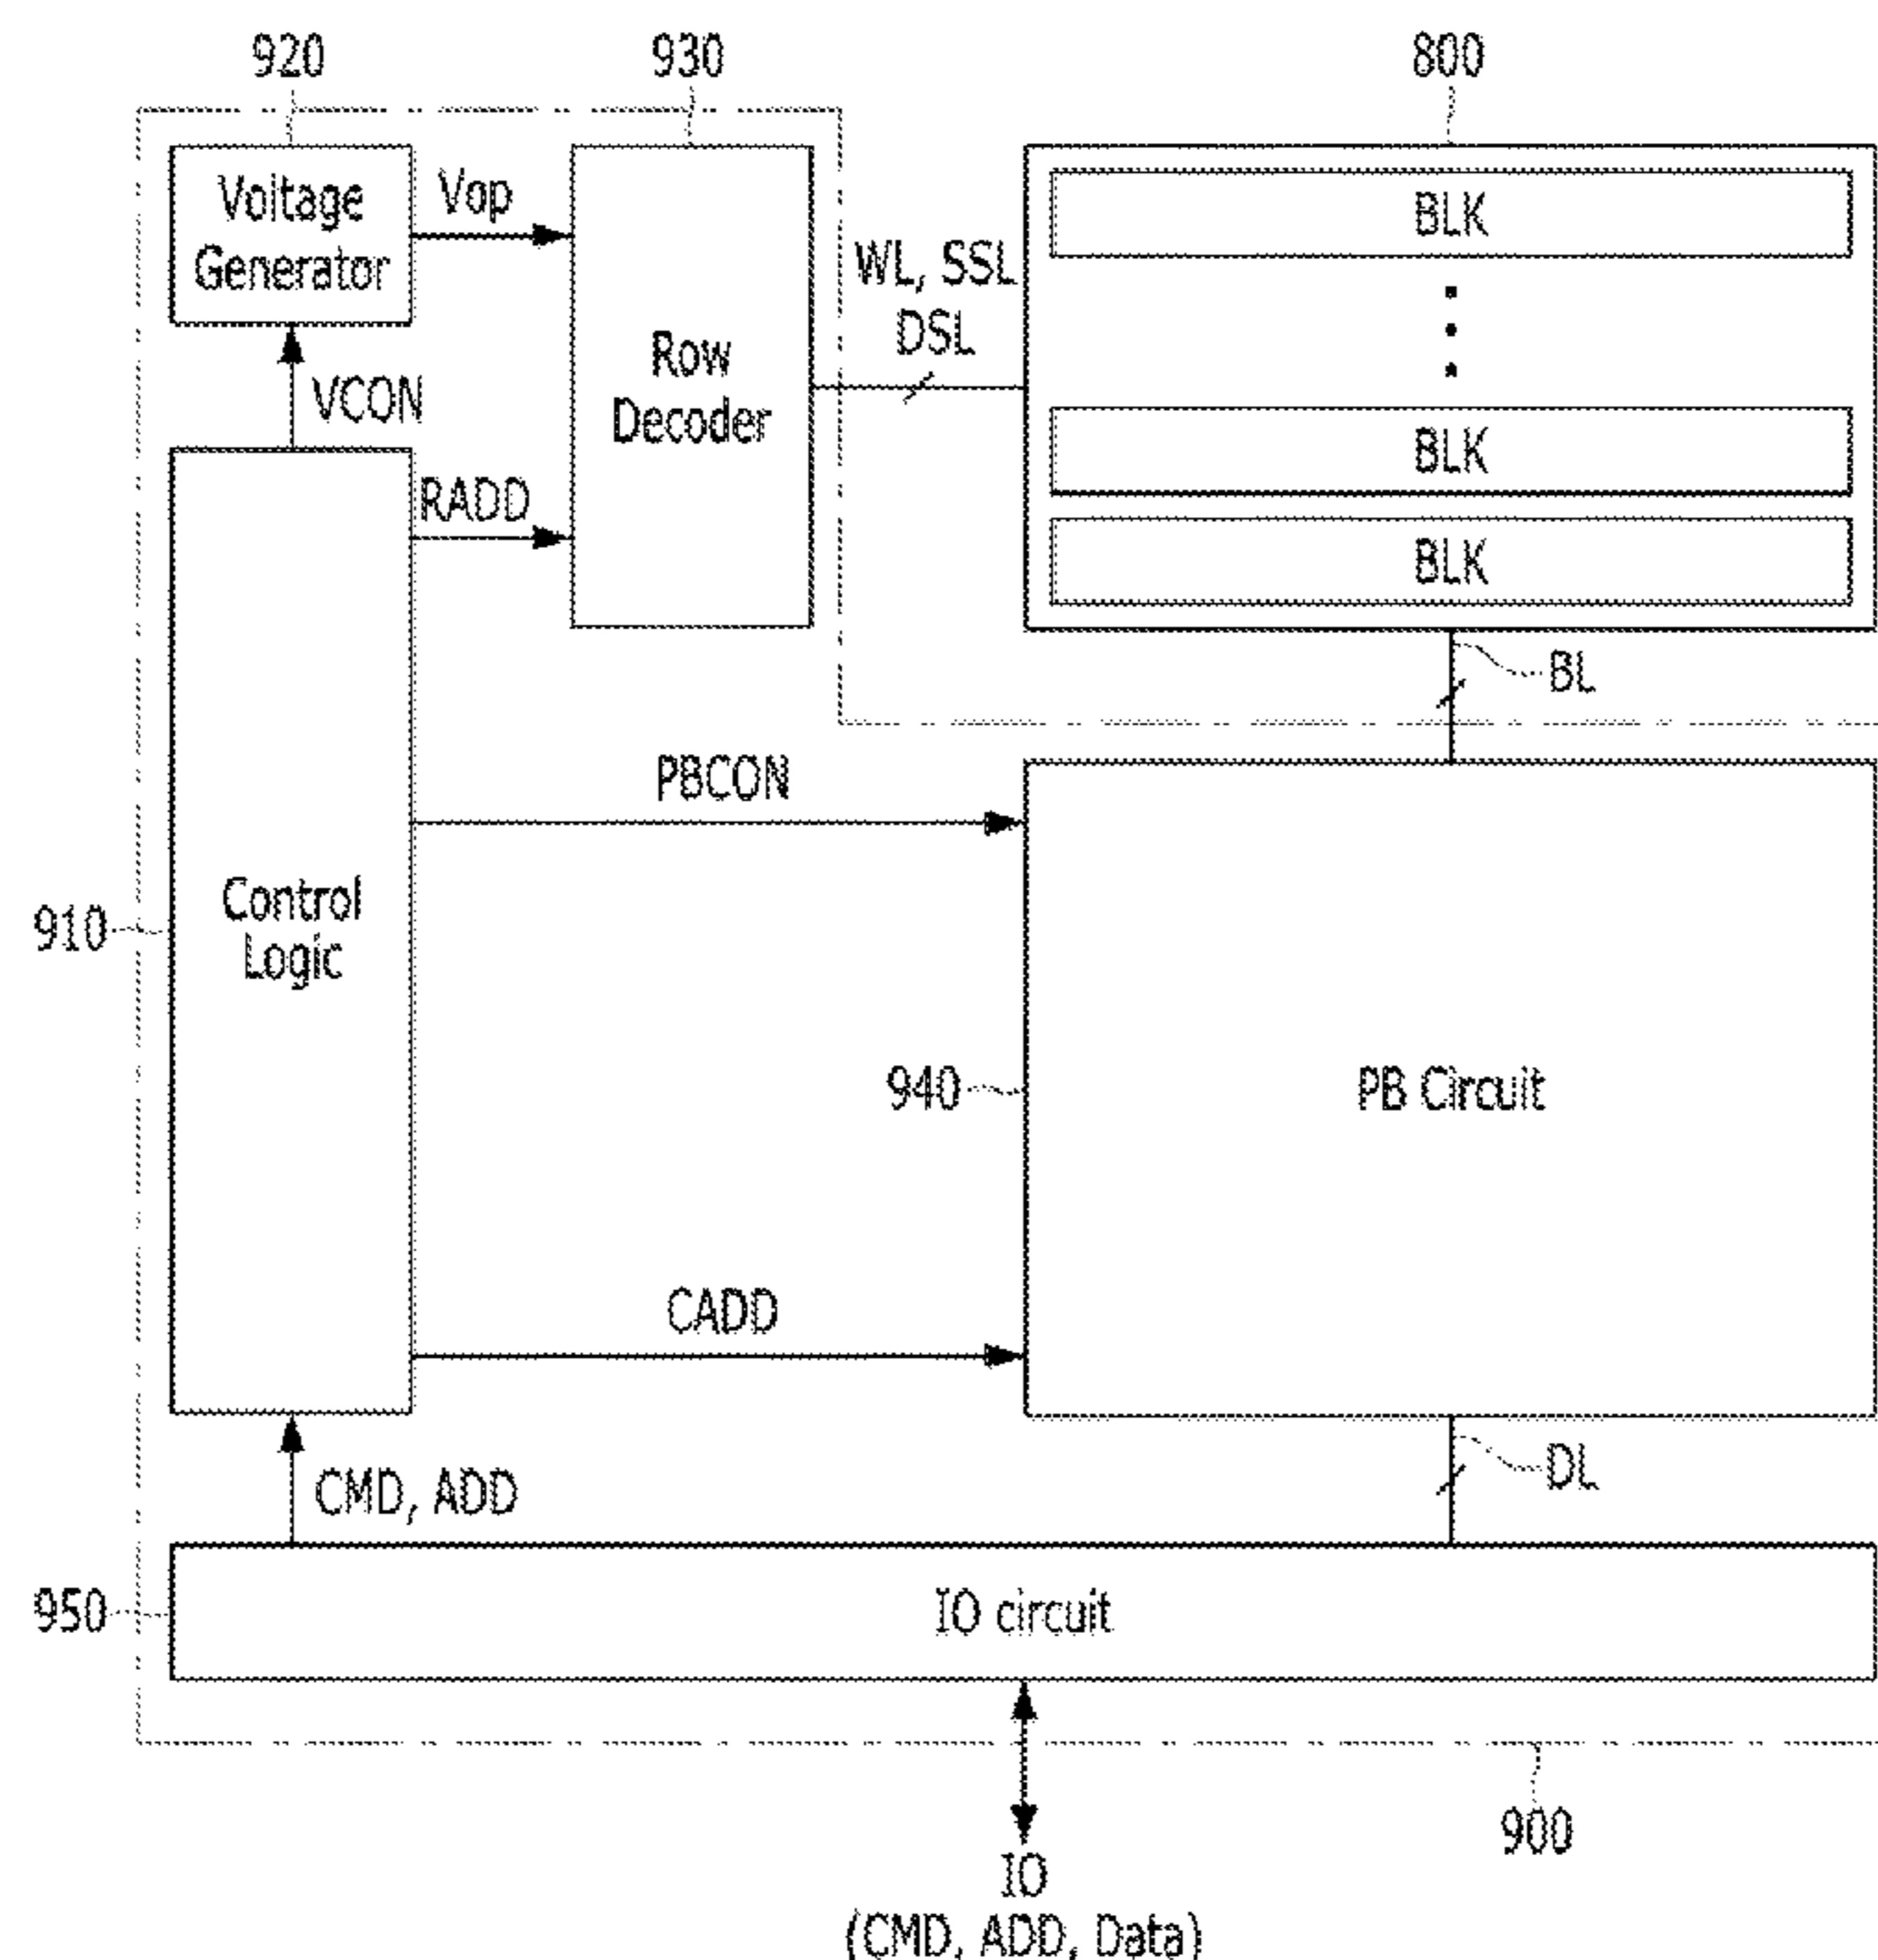 920
930
800
Voltage
Generator
Vop
Row
Decoder
WL, SSL
DSL
BLK
BLK
BLK
VCON
RADD
BL
PBCON
910
Control
Logic
940
PB Circuit
CADD
CMD, ADD
DL
950
IO circuit
900
IO
(CMD, ADD, Data)